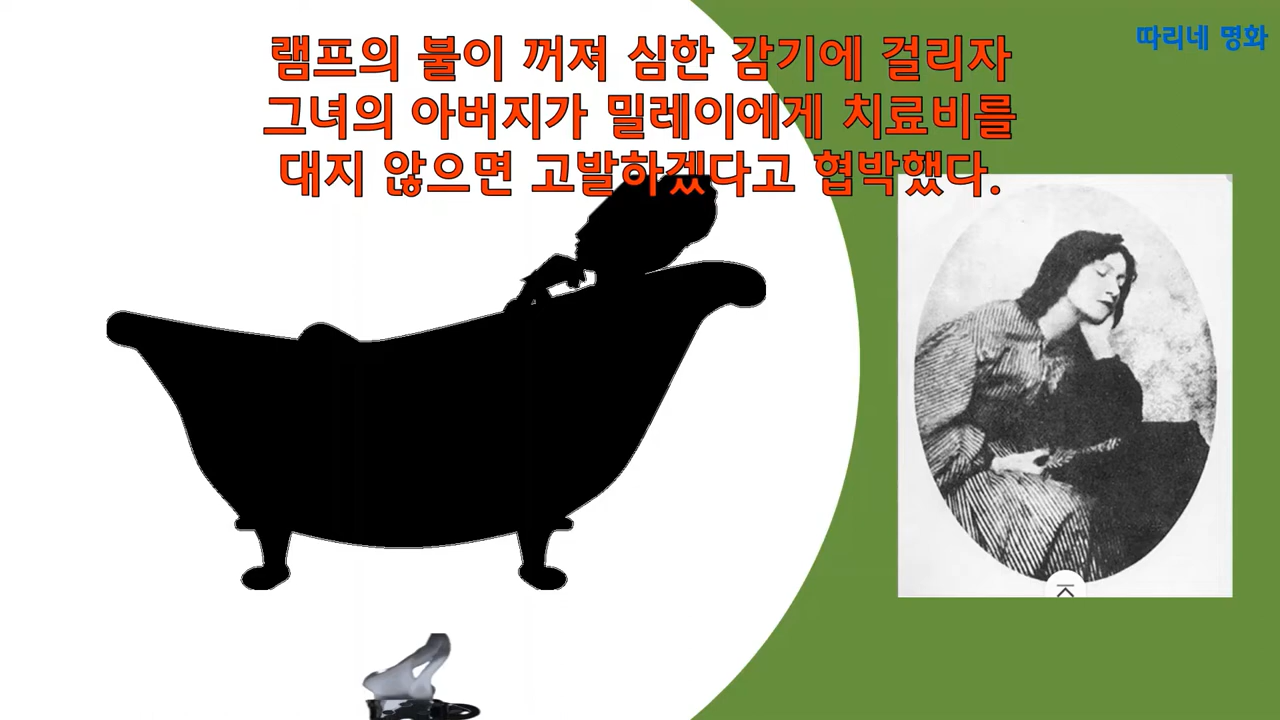 따리네 명화
램프의 불이 꺼져 심한 감기에 걸리자
그녀의 아버지가 밀레이에게 치료비를
대지 않으면 고발하겠다고 협박했다.